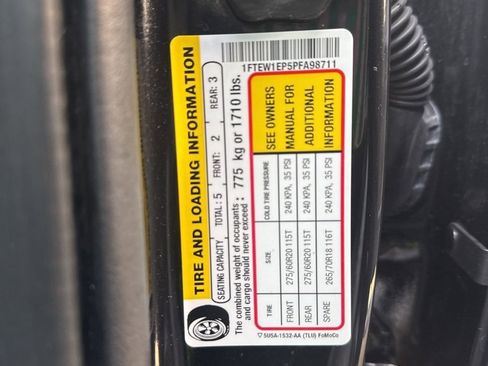 1FTEW1EP5PFA98711
TIRE AND LOADING INFORMATION
SEATING CAPACITY TOTAL: 5 FRONT: 2 REAR: 3
The combined weight of occupants
and cargo should never exceed : 775 kg or 1710 lbs.
TIRE SIZE COLD TIRE PRESSURE
FRONT 275/60R20 115T 240 KPA, 35 PSI
REAR 275/60R20 115T 240 KPA, 35 PSI
SPARE 265/70R18 116T 240 KPA, 35 PSI
SEE OWNERS
MANUAL FOR
ADDITIONAL
INFORMATION
5U5A-1532-AA (TLU) FoMoCo